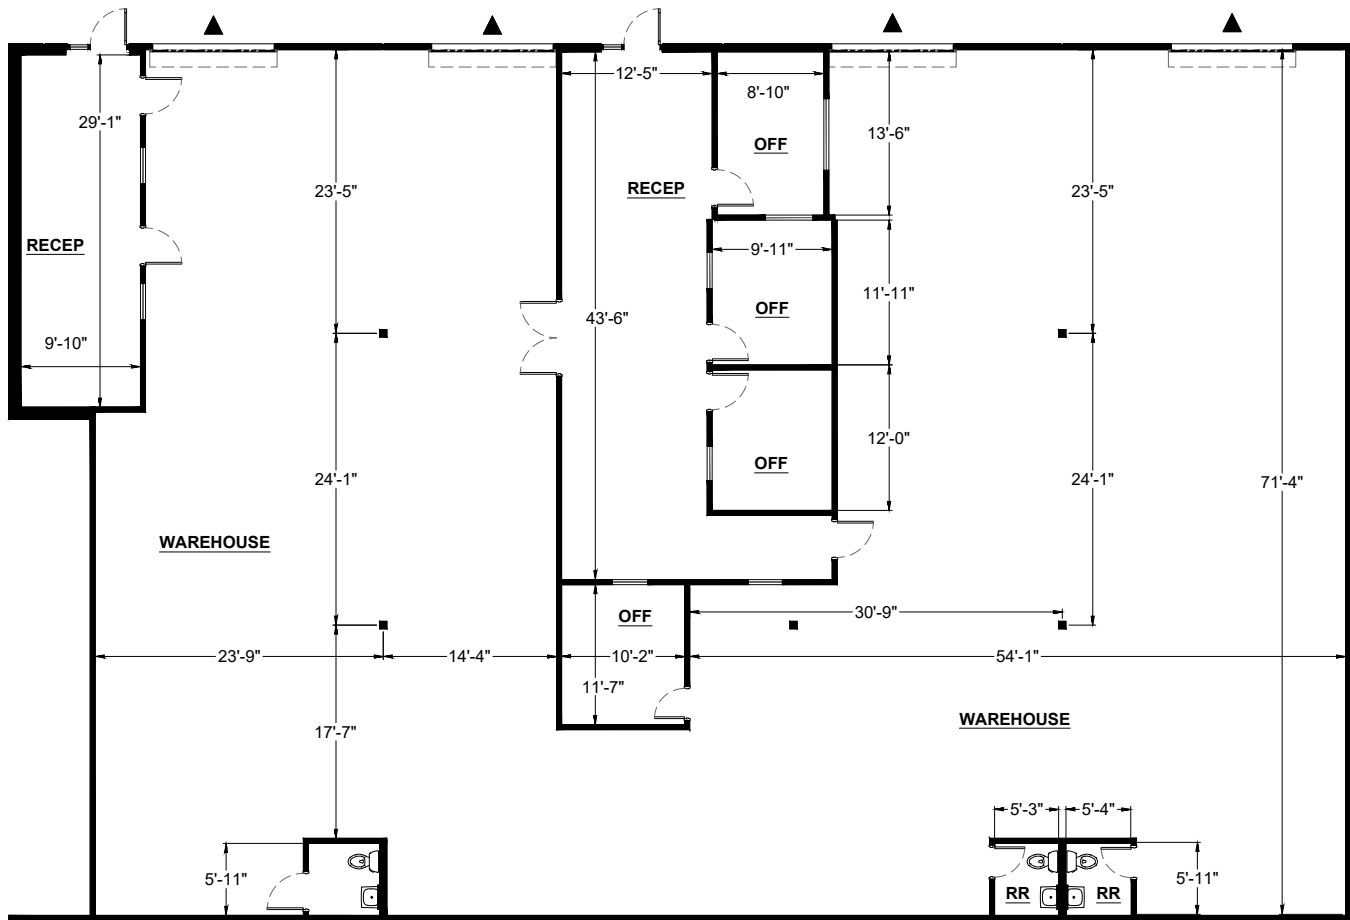 12'-5"
8'-10"
29'-1"
13'-6"
OFF
23'-5"
RECEP
23'-5"
RECEP
9'-11"
11'-11"
OFF
43'-6"
9'-10"
12'-0"
OFF
24'-1"
24'-1"
71'-4"
WAREHOUSE
OFF
30'-9"
23'-9"
14'-4"
10'-2"
54'-1"
11'-7"
17'-7"
WAREHOUSE
5'-3"
5'-4"
5'-11"
5'-11"
RR
RR